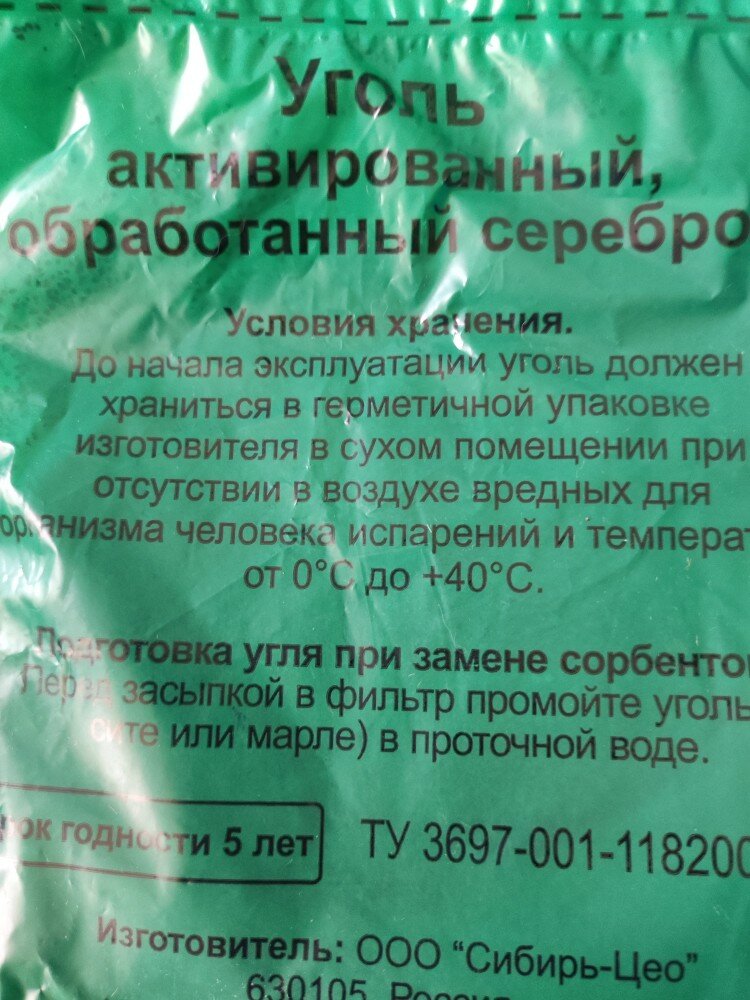 Уголь
активированный,
обработанный серебро
Условия хранения.
До начала эксплуатации уголь должен
храниться в герметичной упаковке
изготовителя в сухом помещении при
отсутствии в воздухе вредных для
организма человека испарений и температ
от 0°С до +40°С.
Подготовка угля при замене сорбенто
Перед засыпкой в фильтр промойте уголь
сите или марле) в проточной воде.
рок годности 5 лет
ТУ 3697-001-118200
Изготовитель: ООО "Сибирь-Цео"
630105, Россия